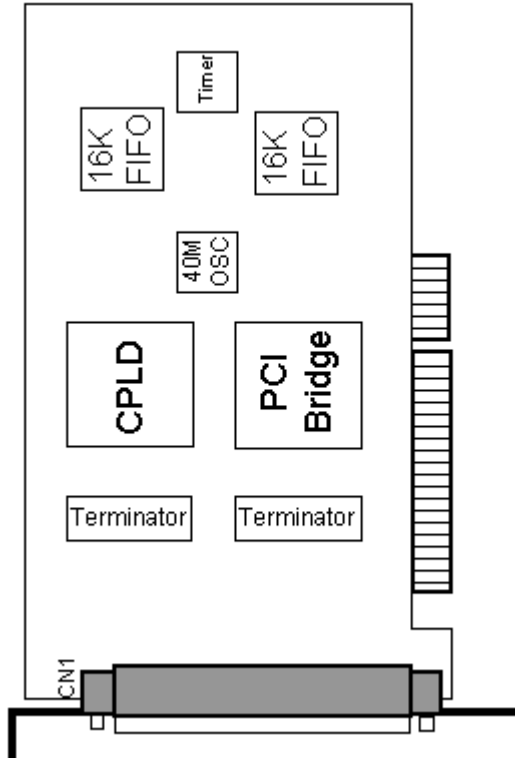 Timer
16K
FIFO
16K
FIFO
40M
OSC
CPLD
PCI
Bridge
Terminator
Terminator
CN1